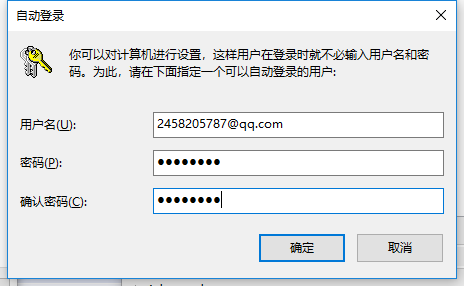 自动登录
你可以对计算机进行设置，这样用户在登录时就不必输入用户名和密
码。为此，请在下面指定一个可以自动登录的用户:
用户名(U):
2458205787@qq.com
密码(P):
●●●●●●●●
确认密码(C):
●●●●●●●●
确定
取消